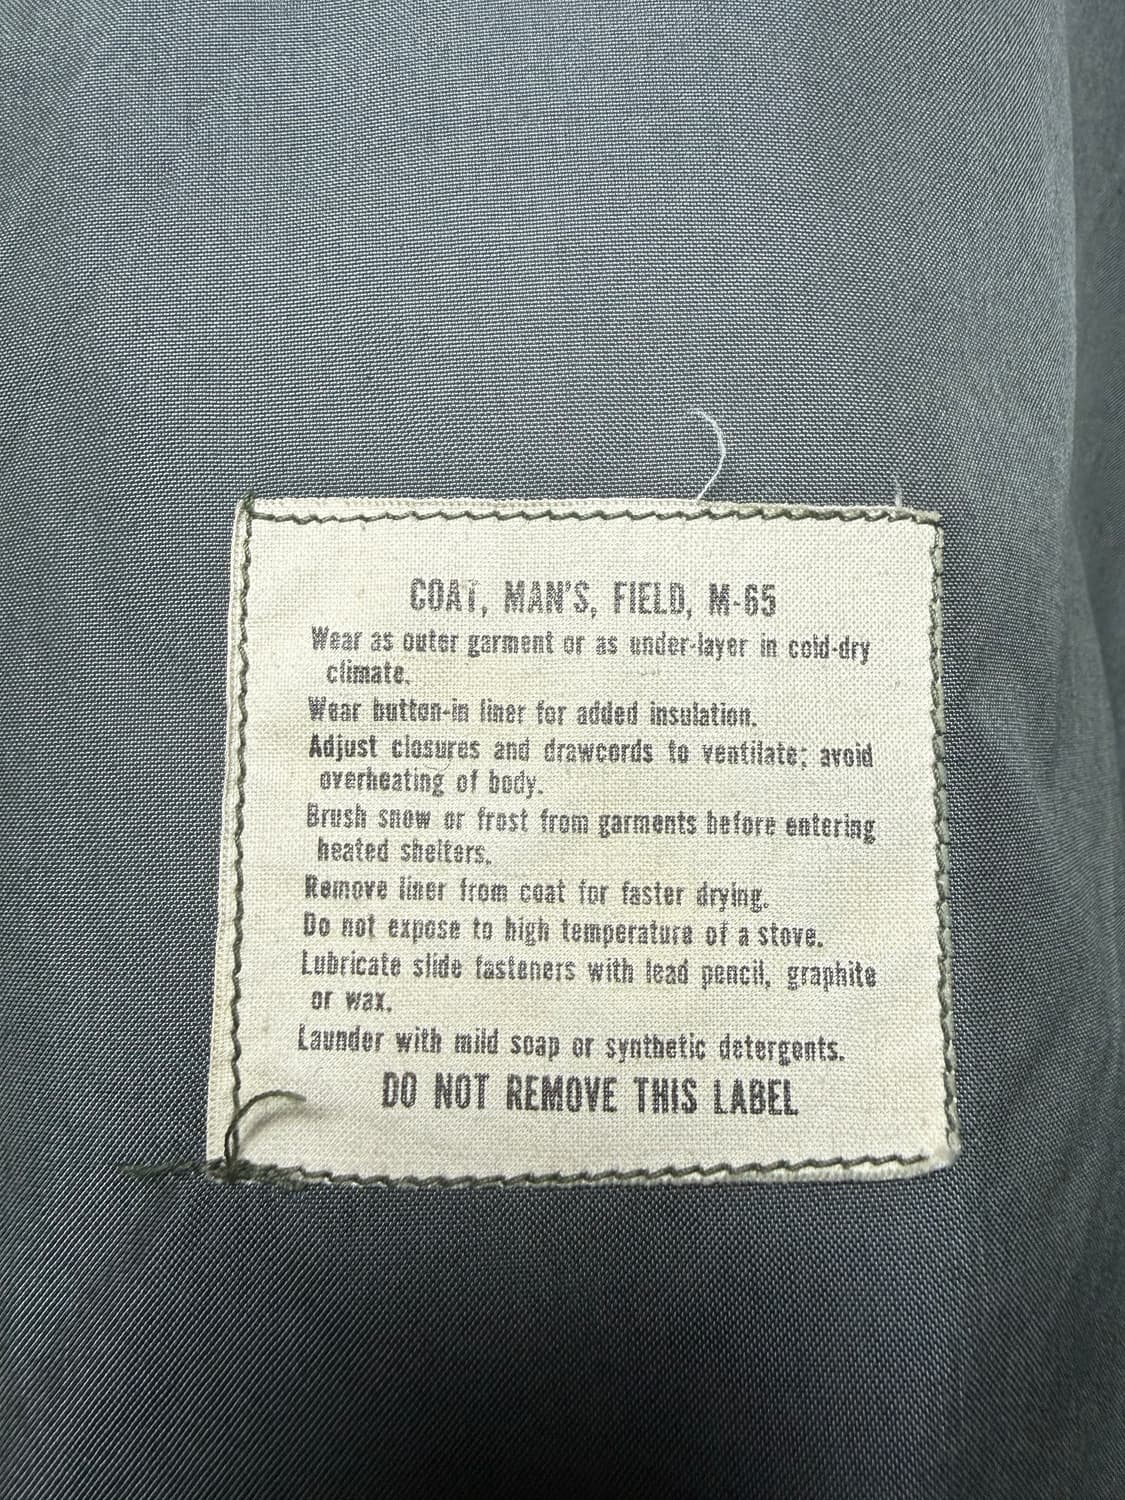 COAT, MAN'S, FIELD, M-65
Wear as outer garment or as under-layer in cold-dry
climate.
Wear button-in liner for added insulation.
Adjust closures and drawcords to ventilate; avoid
overheating of body.
Brush snow or frost from garments before entering
heated shelters.
Remove liner from coat for faster drying.
Do not expose to high temperature of a stove.
Lubricate slide fasteners with lead pencil, graphite
or wax.
Launder with mild soap or synthetic detergents.
DO NOT REMOVE THIS LABEL